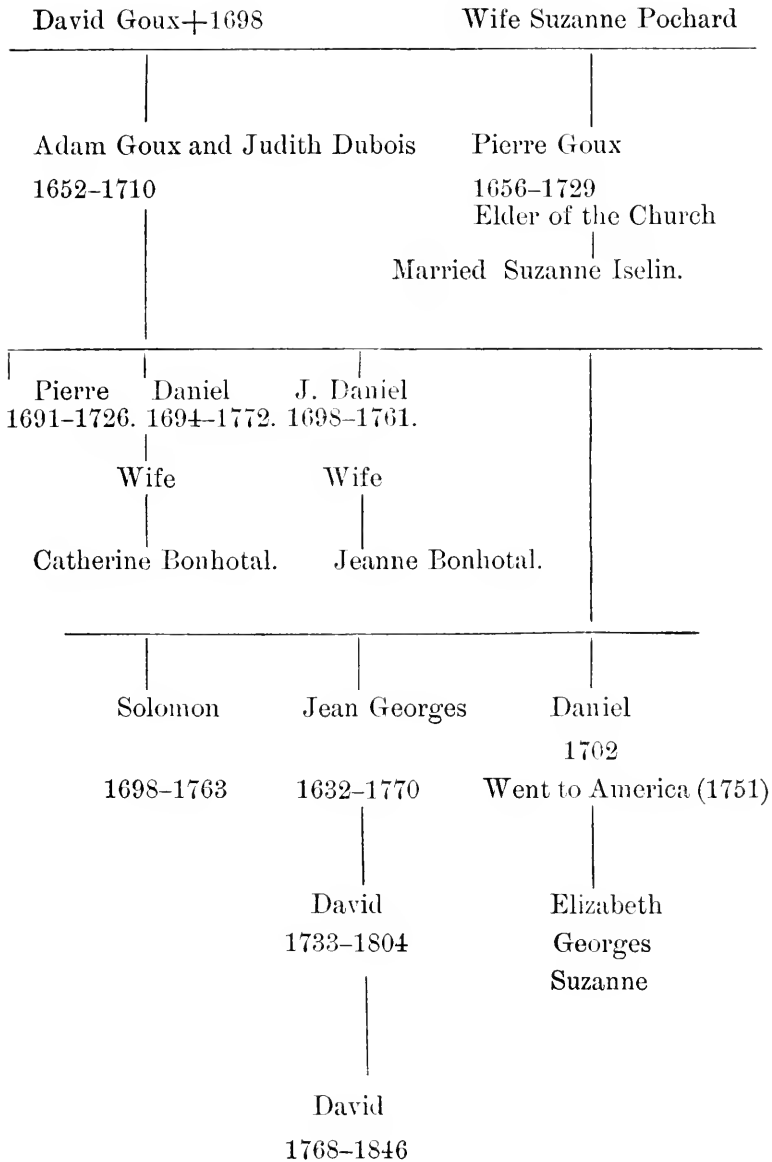 David Goux+1698 Wife Suzanne Pochard
Adam Goux and Judith Dubois Pierre Goux
1652–1710 1656–1729
Elder of the Church
Married Suzanne Iselin.
Pierre Daniel J. Daniel
1691–1726. 1694–1772. 1698–1761.
Wife Wife
Catherine Bonhotal. Jeanne Bonhotal.
Solomon Jean Georges Daniel
1702
1698–1763 1632–1770 Went to America (1751)
David Elizabeth
1733–1804 Georges
Suzanne
David
1768–1846